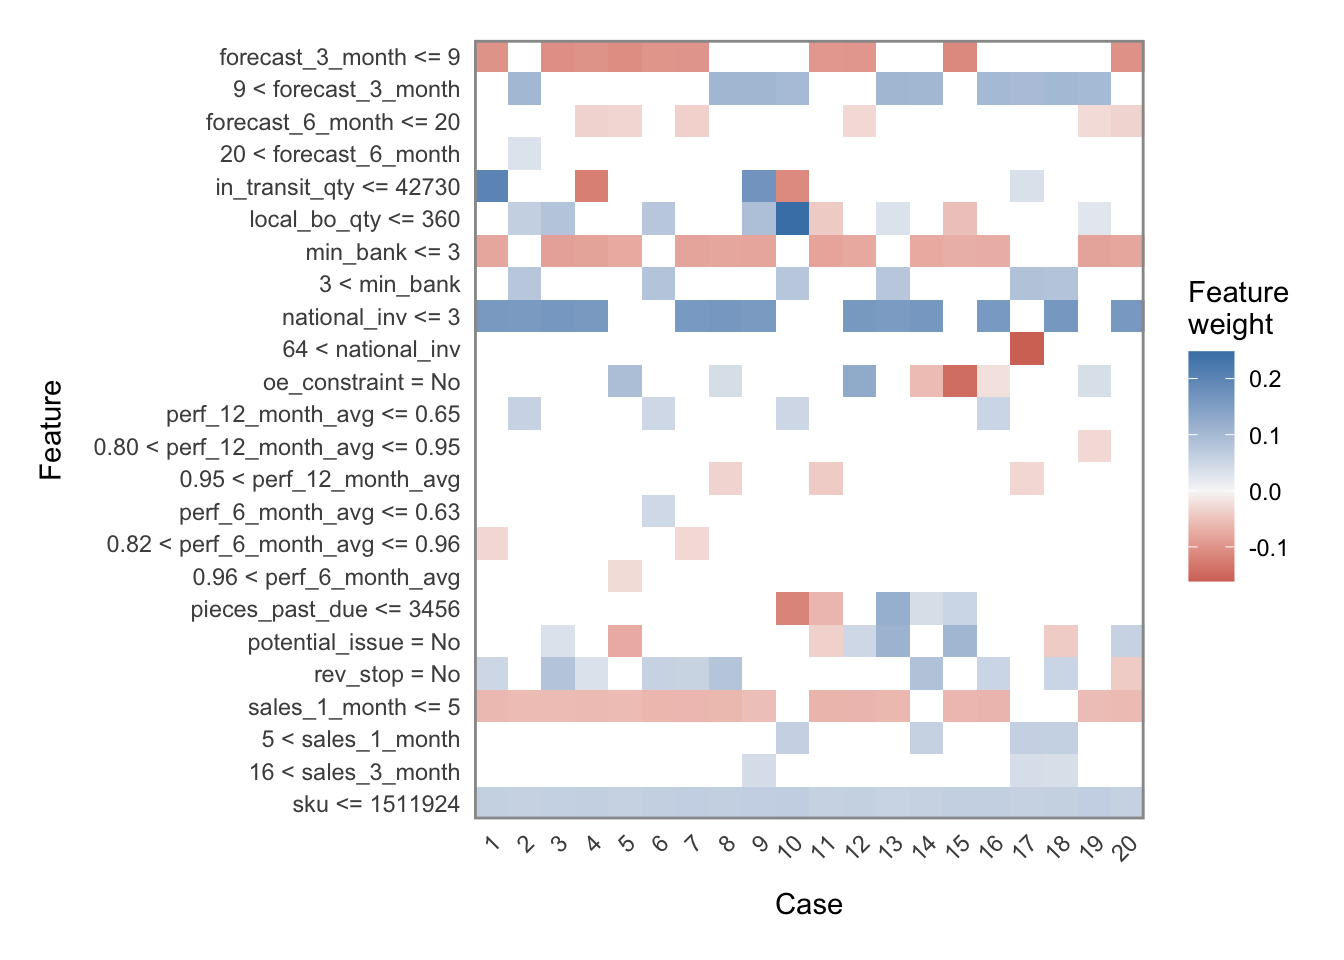 forecast_3_month <= 9
9 < forecast_3_month
forecast_6_month <= 20
20 < forecast_6_month
in_transit_qty <= 42730
local_bo_qty <= 360
min_bank <= 3
3 < min_bank
national_inv <= 3
64 < national_inv
oe_constraint = No
perf_12_month_avg <= 0.65
0.80 < perf_12_month_avg <= 0.95
0.95 < perf_12_month_avg
perf_6_month_avg <= 0.63
0.82 < perf_6_month_avg <= 0.96
0.96 < perf_6_month_avg
pieces_past_due <= 3456
potential_issue = No
rev_stop = No
sales_1_month <= 5
5 < sales_1_month
16 < sales_3_month
sku <= 1511924
Feature
1 2 3 4 5 6 7 8 9 10 11 12 13 14 15 16 17 18 19 20
Case
Feature
weight
0.2
0.1
0.0
-0.1